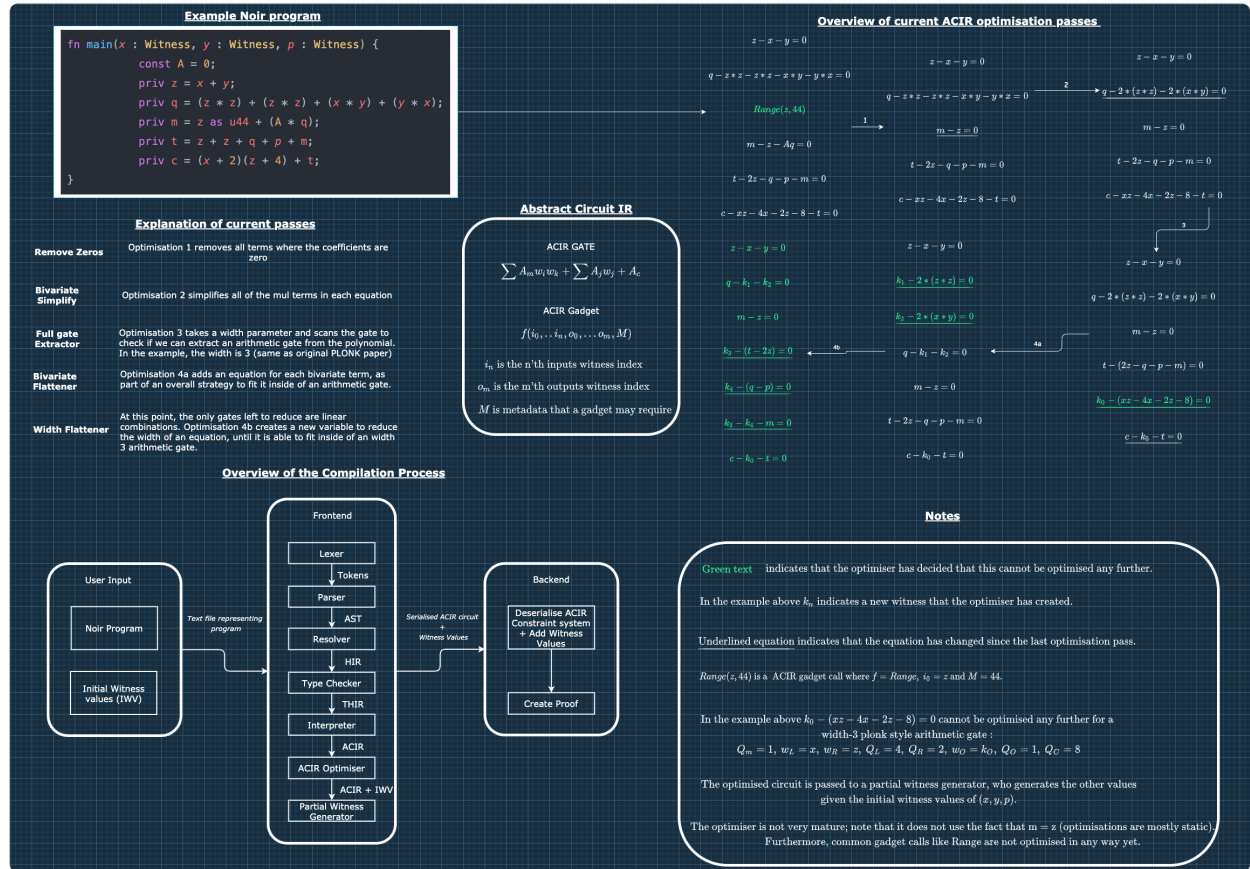 Example Noir program
fn main(x : Witness, y : Witness, p : Witness) {
const A = 0;
priv z = x + y;
priv q = (z * z) + (z * z) + (x * y) + (y * x);
priv m = z as u44 + (A * q);
priv t = z + z + q + p + m;
priv c = (x + 2)(z + 4) + t;
}
Overview of current ACIR optimisation passes
z − x − y = 0
q − z ∗ z − z ∗ z − x ∗ y − y ∗ x = 0
Range(z, 44)
m − z − Aq = 0
t − 2z − q − p − m = 0
c − xz − 4x − 2z − 8 − t = 0
1
z − x − y = 0
q − z ∗ z − z ∗ z − x ∗ y − y ∗ x = 0
m − z = 0
t − 2z − q − p − m = 0
c − xz − 4x − 2z − 8 − t = 0
2
z − x − y = 0
q − 2 ∗ (z ∗ z) − 2 ∗ (x ∗ y) = 0
m − z = 0
t − 2z − q − p − m = 0
c − xz − 4x − 2z − 8 − t = 0
3
z − x − y = 0
q − 2 ∗ (z ∗ z) − 2 ∗ (x ∗ y) = 0
m − z = 0
t − (2z − q − p − m) = 0
k₀ − (xz − 4x − 2z − 8) = 0
c − k₀ − t = 0
4a
z − x − y = 0
k₁ − 2 ∗ (z ∗ z) = 0
k₂ − 2 ∗ (x ∗ y) = 0
q − k₁ − k₂ = 0
m − z = 0
t − 2z − q − p − m = 0
c − k₀ − t = 0
4b
z − x − y = 0
q − k₁ − k₂ = 0
m − z = 0
k₃ − (t − 2z) = 0
k₄ − (q − p) = 0
k₃ − k₄ − m = 0
c − k₀ − t = 0
Explanation of current passes
Remove Zeros
Optimisation 1 removes all terms where the coefficients are
zero
Bivariate
Simplify
Optimisation 2 simplifies all of the mul terms in each equation
Full gate
Extractor
Optimisation 3 takes a width parameter and scans the gate to
check if we can extract an arithmetic gate from the polynomial.
In the example, the width is 3 (same as original PLONK paper)
Bivariate
Flattener
Optimisation 4a adds an equation for each bivariate term, as
part of an overall strategy to fit it inside of an arithmetic gate.
Width Flattener
At this point, the only gates left to reduce are linear
combinations. Optimisation 4b creates a new variable to reduce
the width of an equation, until it is able to fit inside of an width
3 arithmetic gate.
Abstract Circuit IR
ACIR GATE
∑ Aₘwᵢwₖ + ∑ Aⱼwⱼ + A_c
ACIR Gadget
f(i₀, . . iₙ, o₀, . . . oₘ, M)
iₙ is the n'th inputs witness index
oₘ is the m'th outputs witness index
M is metadata that a gadget may require
Overview of the Compilation Process
User Input
Noir Program
Initial Witness
values (IWV)
Text file representing
program
Frontend
Lexer
Tokens
Parser
AST
Resolver
HIR
Type Checker
THIR
Interpreter
ACIR
ACIR Optimiser
ACIR + IWV
Partial Witness
Generator
Serialised ACIR circuit
+
Witness Values
Backend
Deserialise ACIR
Constraint system
+ Add Witness
Values
Create Proof
Notes
Green text indicates that the optimiser has decided that this cannot be optimised any further.
In the example above kₙ indicates a new witness that the optimiser has created.
Underlined equation indicates that the equation has changed since the last optimisation pass.
Range(z, 44) is a ACIR gadget call where f = Range, i₀ = z and M = 44.
In the example above k₀ − (xz − 4x − 2z − 8) = 0 cannot be optimised any further for a
width-3 plonk style arithmetic gate :
Qₘ = 1, w_L = x, w_R = z, Q_L = 4, Q_R = 2, w_O = k_O, Q_O = 1, Q_C = 8
The optimised circuit is passed to a partial witness generator, who generates the other values
given the initial witness values of (x, y, p).
The optimiser is not very mature; note that it does not use the fact that m = z (optimisations are mostly static).
Furthermore, common gadget calls like Range are not optimised in any way yet.